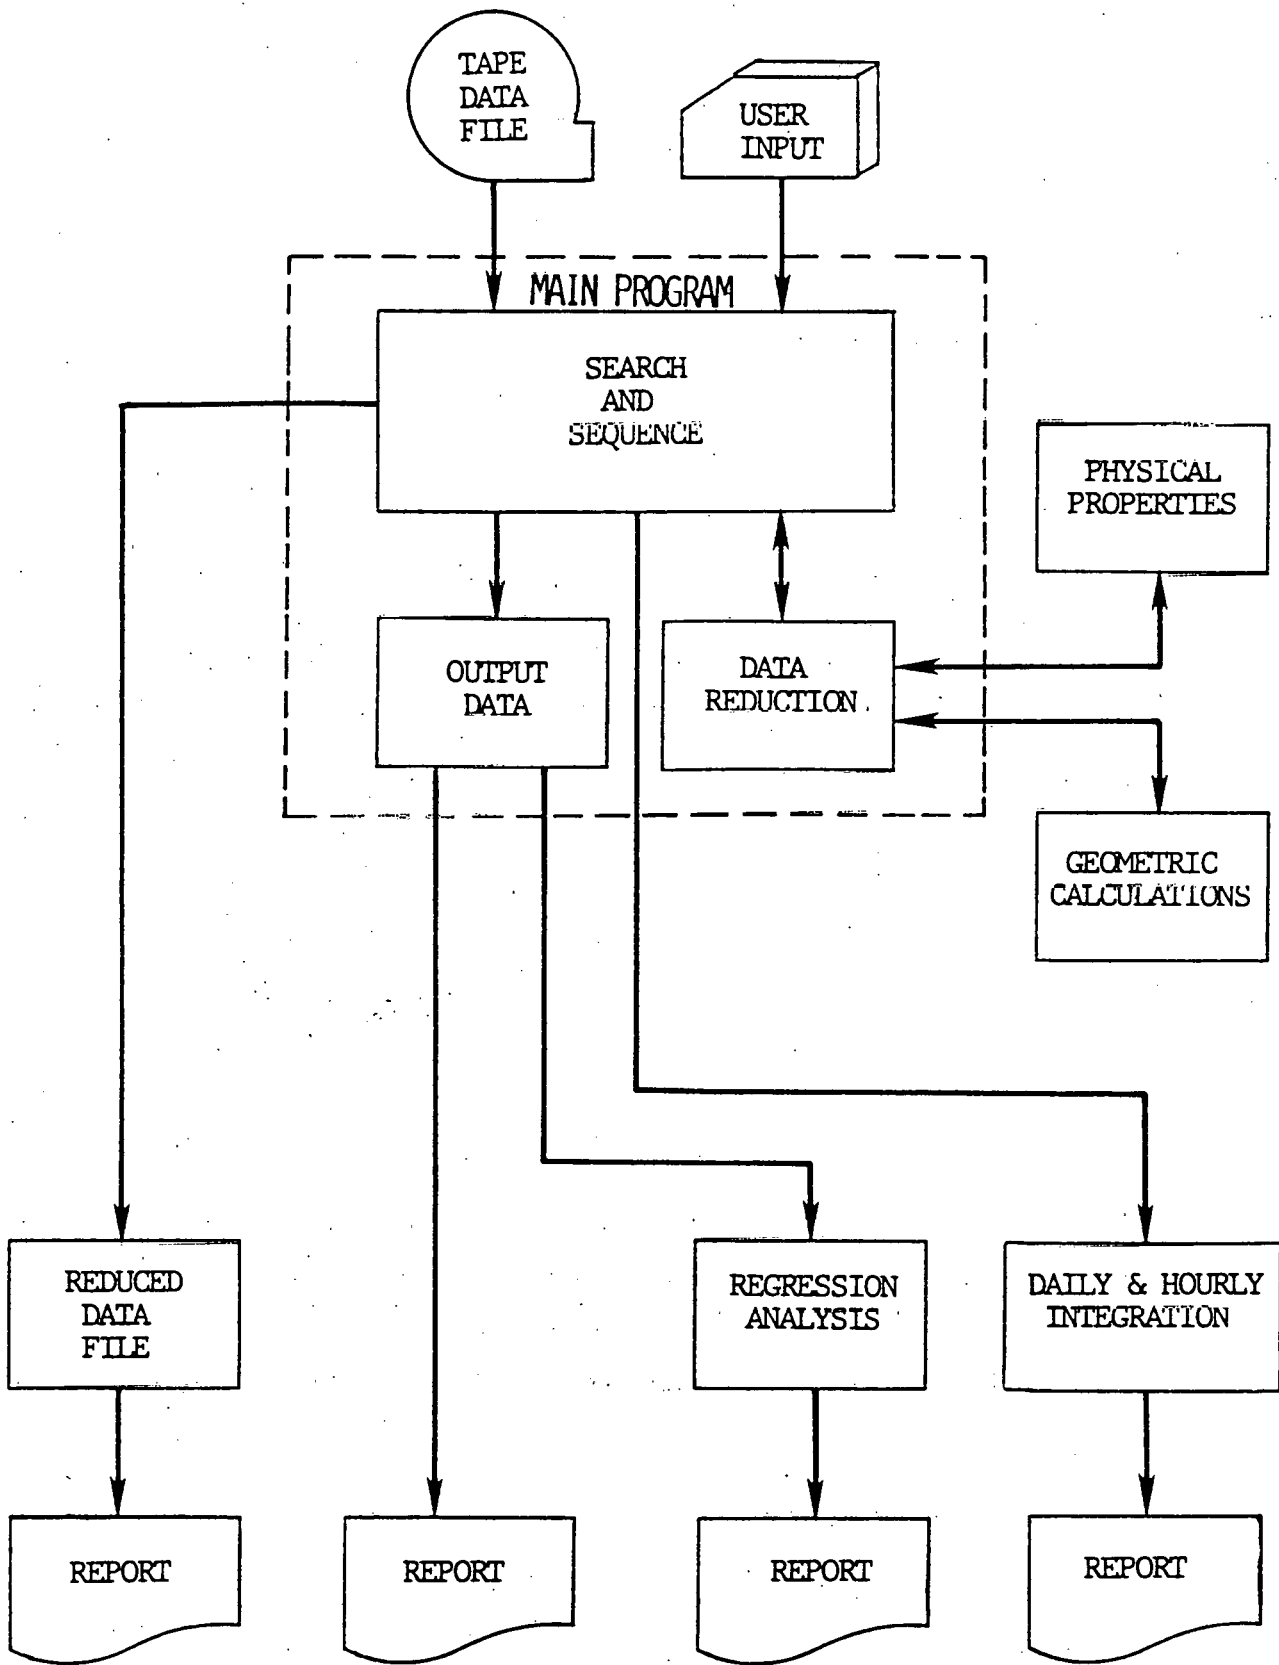 TAPE
DATA
FILE
USER
INPUT
MAIN PROGRAM
SEARCH
AND
SEQUENCE
PHYSICAL
PROPERTIES
OUTPUT
DATA
DATA
REDUCTION
GEOMETRIC
CALCULATIONS
REDUCED
DATA
FILE
REGRESSION
ANALYSIS
DAILY & HOURLY
INTEGRATION
REPORT
REPORT
REPORT
REPORT